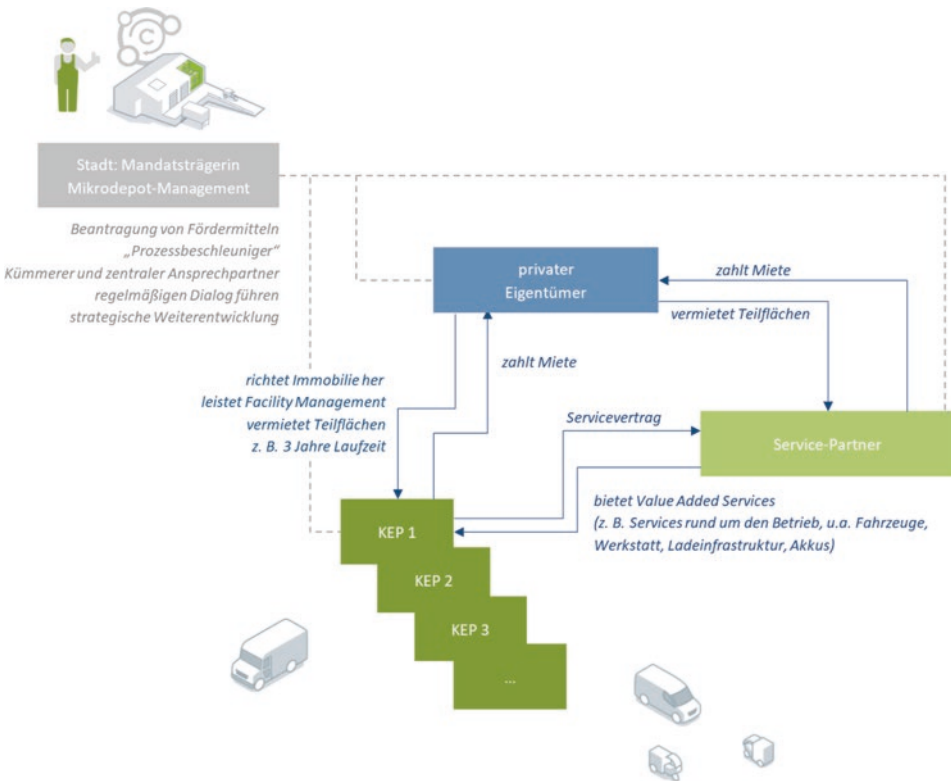 C
Stadt: Mandatsträgerin
Mikrodepot-Management
Beantragung von Fördermitteln
„Prozessbeschleuniger“
Kümmerer und zentraler Ansprechpartner
regelmäßigen Dialog führen
strategische Weiterentwicklung
privater
Eigentümer
zahlt Miete
vermietet Teilflächen
richtet Immobilie her
leistet Facility Management
vermietet Teilflächen
z. B. 3 Jahre Laufzeit
zahlt Miete
Servicevertrag
Service-Partner
bietet Value Added Services
(z. B. Services rund um den Betrieb, u.a. Fahrzeuge,
Werkstatt, Ladeinfrastruktur, Akkus)
KEP 1
KEP 2
KEP 3
...